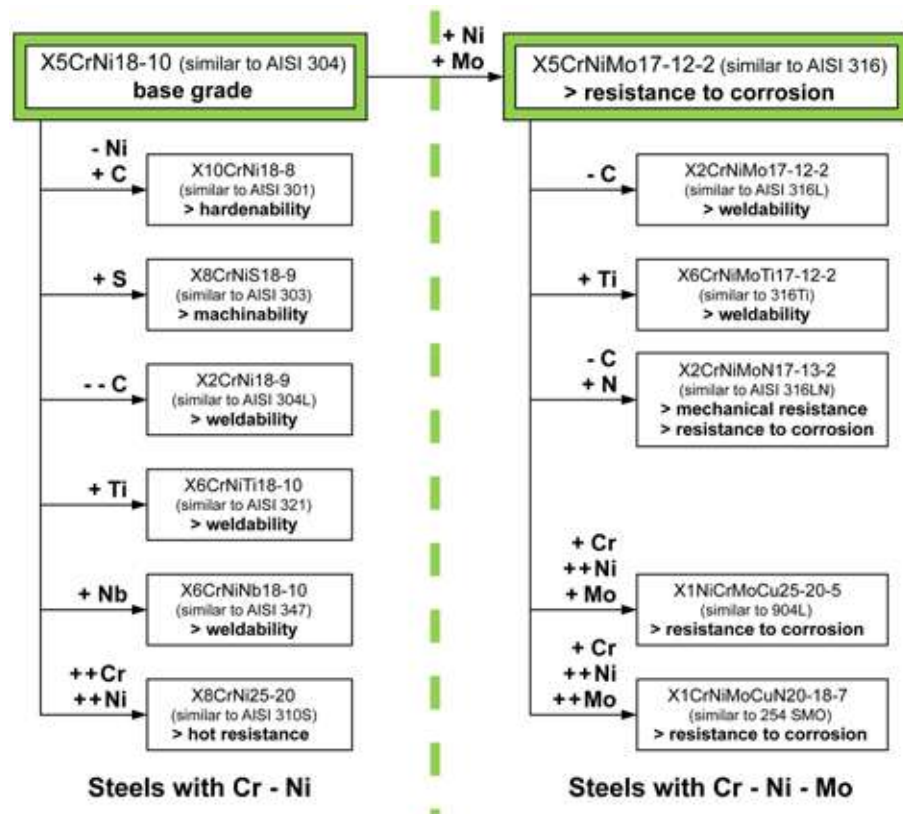 X5CrNi18-10 (similar to AISI 304)
base grade
+ Ni
+ Mo
X5CrNiMo17-12-2 (similar to AISI 316)
> resistance to corrosion
- Ni
+ C
X10CrNi18-8
(similar to AISI 301)
> hardenability
+ S
X8CrNiS18-9
(similar to AISI 303)
> machinability
- - C
X2CrNi18-9
(similar to AISI 304L)
> weldability
+ Ti
X6CrNiTi18-10
(similar to AISI 321)
> weldability
+ Nb
X6CrNiNb18-10
(similar to AISI 347)
> weldability
++Cr
++Ni
X8CrNi25-20
(similar to AISI 310S)
> hot resistance
Steels with Cr - Ni
- C
X2CrNiMo17-12-2
(similar to AISI 316L)
> weldability
+ Ti
X6CrNiMoTi17-12-2
(similar to 316Ti)
> weldability
- C
+ N
X2CrNiMoN17-13-2
(similar to AISI 316LN)
> mechanical resistance
> resistance to corrosion
+ Cr
++Ni
+ Mo
X1NiCrMoCu25-20-5
(similar to 904L)
> resistance to corrosion
+ Cr
++Ni
++Mo
X1CrNiMoCuN20-18-7
(similar to 254 SMO)
> resistance to corrosion
Steels with Cr - Ni - Mo